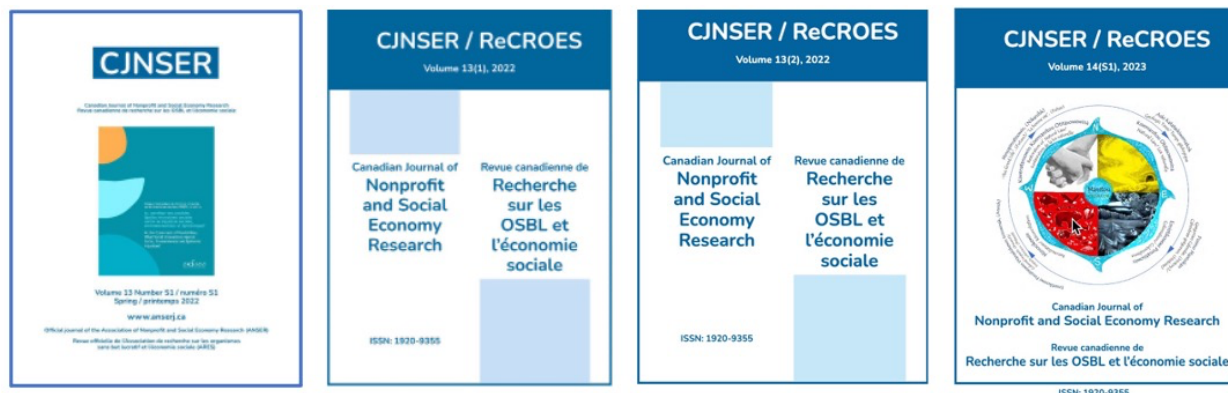 CJNSER
Canadian Journal of Nonprofit and Social Economy Research
Revue canadienne de recherche sur les OSBL et l'économie sociale
Volume 13 Number S1 / numéro S1
Spring / printemps 2022
www.anserj.ca
Official journal of the Association of Nonprofit and Social Economy Research (ANSER)
Revue officielle de l'Association de recherche sur les organismes
sans but lucratif et l'économie sociale (ARES)
CJNSER / ReCROES
Volume 13(1), 2022
Canadian Journal of
Nonprofit
and Social
Economy
Research
Revue canadienne de
Recherche
sur les
OSBL et
l'économie
sociale
ISSN: 1920-9355
CJNSER / ReCROES
Volume 13(2), 2022
Canadian Journal of
Nonprofit
and Social
Economy
Research
Revue canadienne de
Recherche
sur les
OSBL et
l'économie
sociale
ISSN: 1920-9355
CJNSER / ReCROES
Volume 14(S1), 2023
N
E
S
W
Canadian Journal of
Nonprofit and Social Economy Research
Revue canadienne de
Recherche sur les OSBL et l'économie sociale
ISSN: 1920-9355